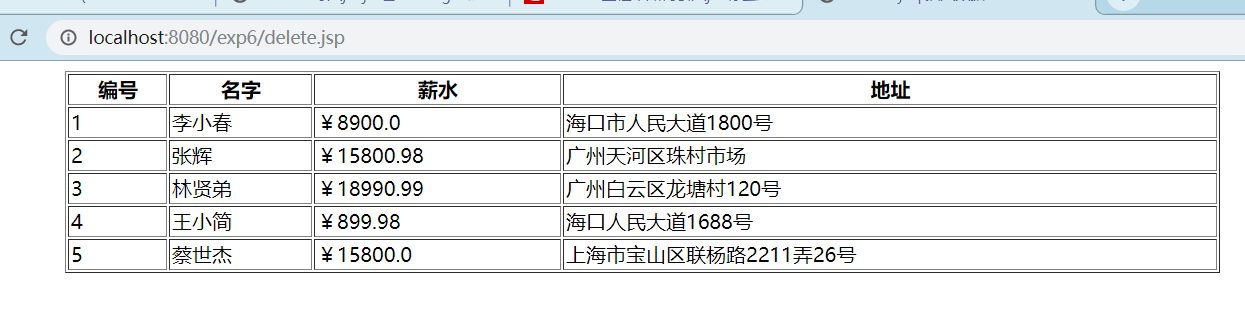 localhost:8080/exp6/delete.jsp
编号 名字 薪水 地址
1 李小春 ￥8900.0 海口市人民大道1800号
2 张辉 ￥15800.98 广州天河区珠村市场
3 林贤弟 ￥18990.99 广州白云区龙塘村120号
4 王小简 ￥899.98 海口人民大道1688号
5 蔡世杰 ￥15800.0 上海市宝山区联杨路2211弄26号